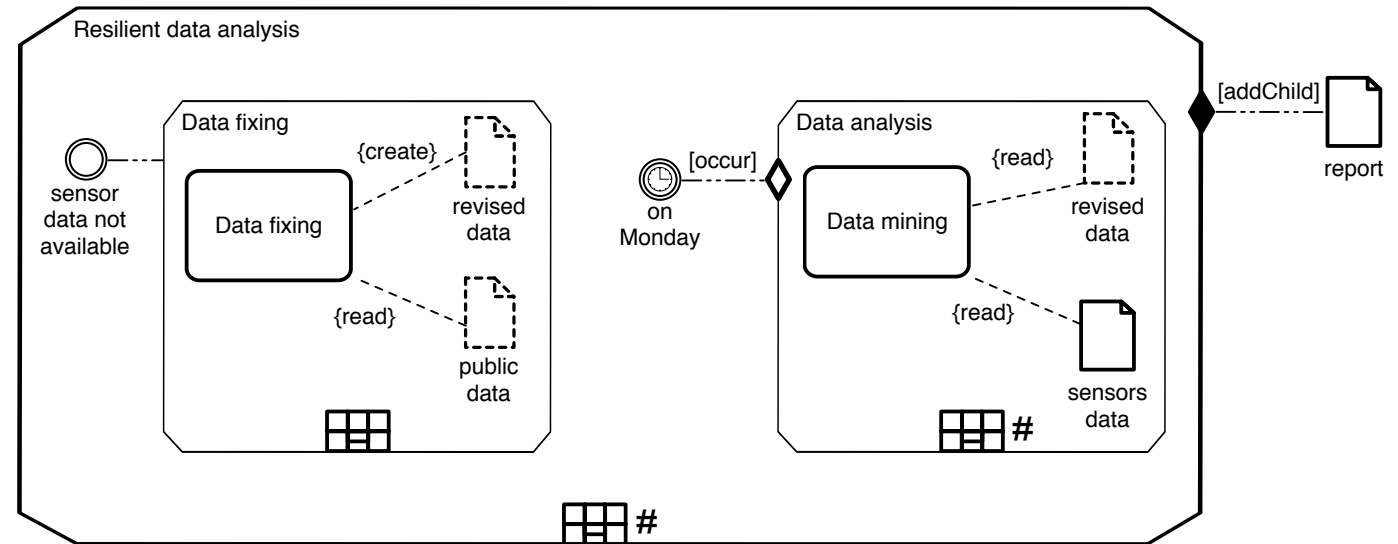 Resilient data analysis
[addChild]
report
sensor
data not
available
Data fixing
Data fixing
{create}
revised
data
{read}
public
data
[occur]
on
Monday
Data analysis
Data mining
{read}
revised
data
{read}
sensors
data
#
#